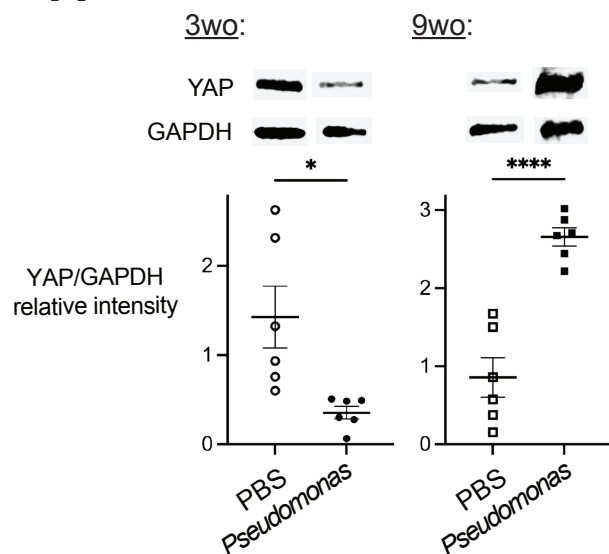 3wo: 9wo:
YAP
GAPDH
* ****
YAP/GAPDH
relative intensity
2
1
0
3
2
1
0
PBS
Pseudomonas
PBS
Pseudomonas